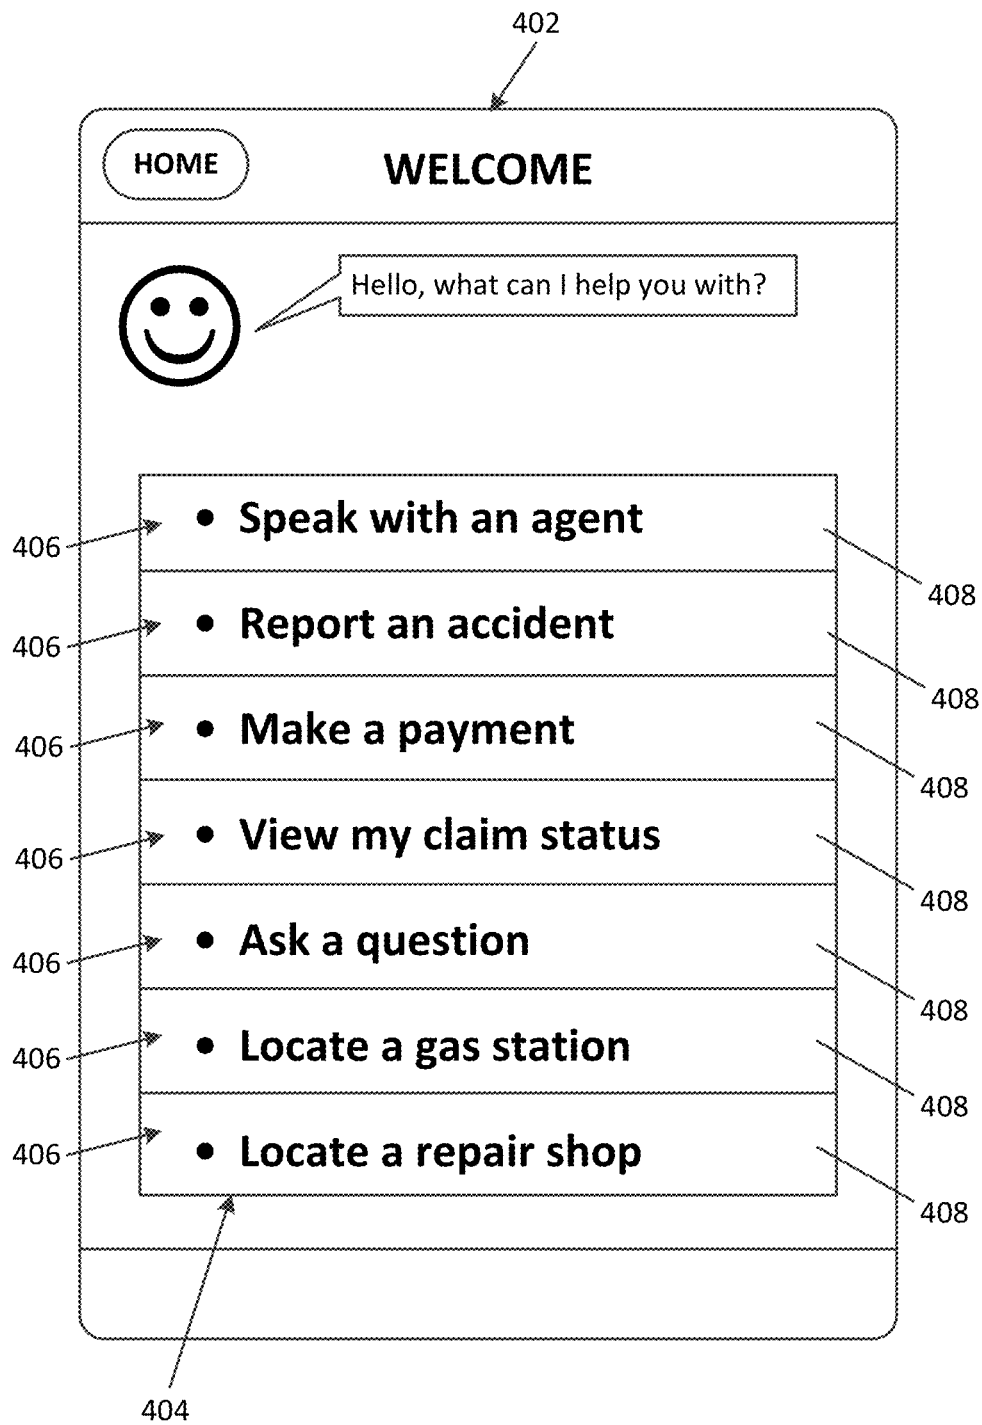 402
HOME
WELCOME
Hello, what can I help you with?
406
• Speak with an agent
408
406
• Report an accident
408
406
• Make a payment
408
406
• View my claim status
408
406
• Ask a question
408
406
• Locate a gas station
408
406
• Locate a repair shop
408
404